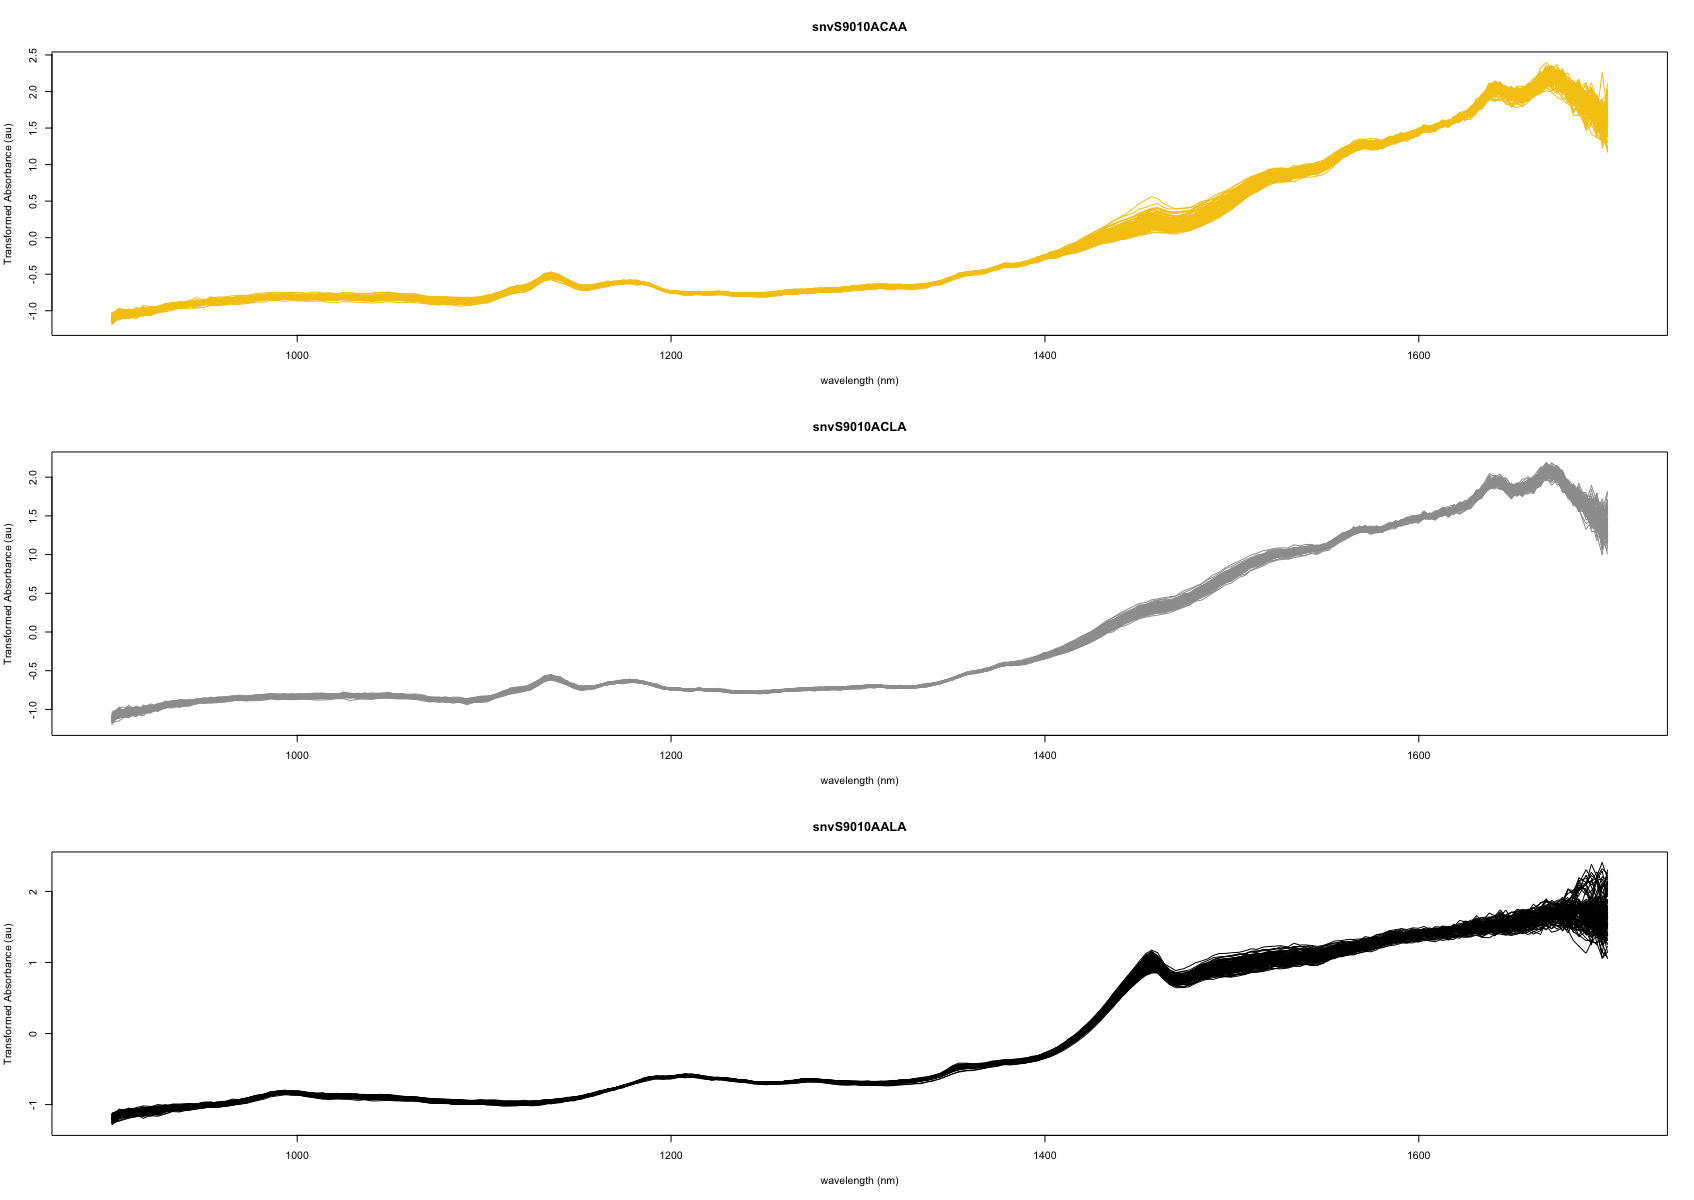 snvS9010ACAA
Transformed Absorbance (au)
2.5
2.0
1.5
1.0
0.5
0.0
-0.5
-1.0
1000 1200 1400 1600
wavelength (nm)
snvS9010ACLA
Transformed Absorbance (au)
2.0
1.5
1.0
0.5
0.0
-0.5
-1.0
1000 1200 1400 1600
wavelength (nm)
snvS9010AALA
Transformed Absorbance (au)
2
1
0
-1
1000 1200 1400 1600
wavelength (nm)